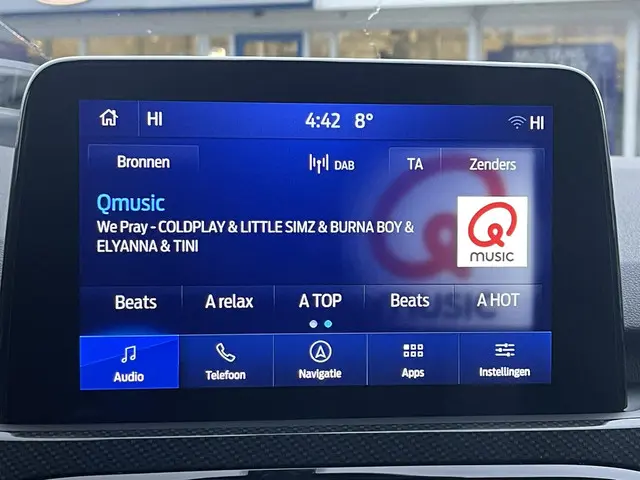 HI 4:42 8° HI
Bronnen DAB TA Zenders
Qmusic
We Pray - COLDPLAY & LITTLE SIMZ & BURNA BOY &
ELYANNA & TINI
Q
MUSIC
Beats A relax A TOP Beats A HOT
Audio Telefoon Navigatie Apps Instellingen